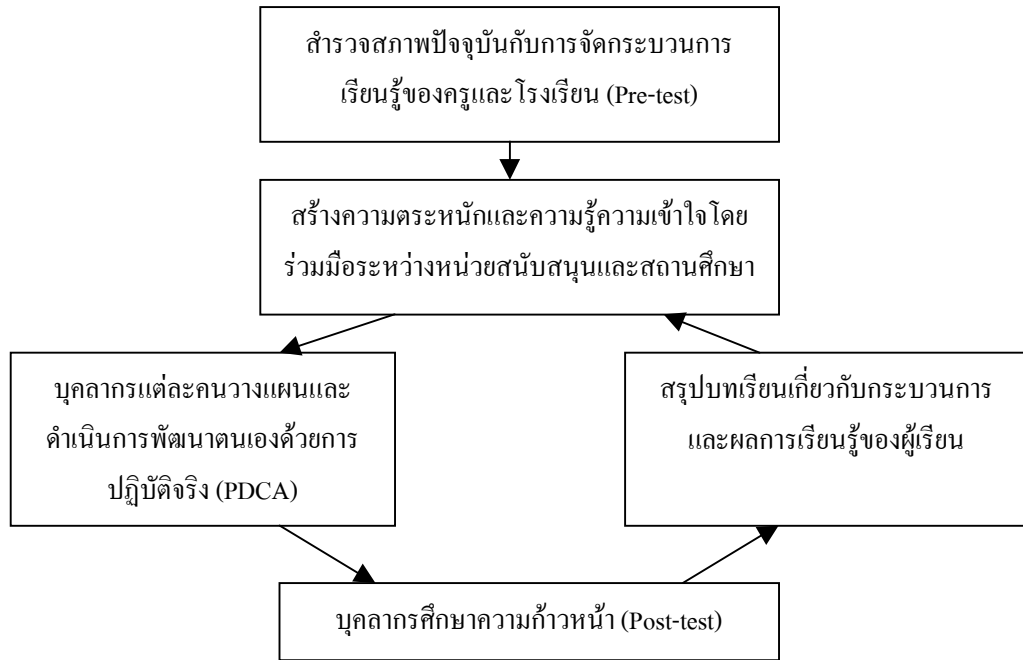 สำรวจสภาพปัจจุบันกับการจัดกระบวนการ
เรียนรู้ของครูและโรงเรียน (Pre-test)
สร้างความตระหนักและความรู้ความเข้าใจโดย
ร่วมมือระหว่างหน่วยสนับสนุนและสถานศึกษา
บุคลากรแต่ละคนวางแผนและ
ดำเนินการพัฒนาตนเองด้วยการ
ปฏิบัติจริง (PDCA)
สรุปบทเรียนเกี่ยวกับกระบวนการ
และผลการเรียนรู้ของผู้เรียน
บุคลากรศึกษาความก้าวหน้า (Post-test)